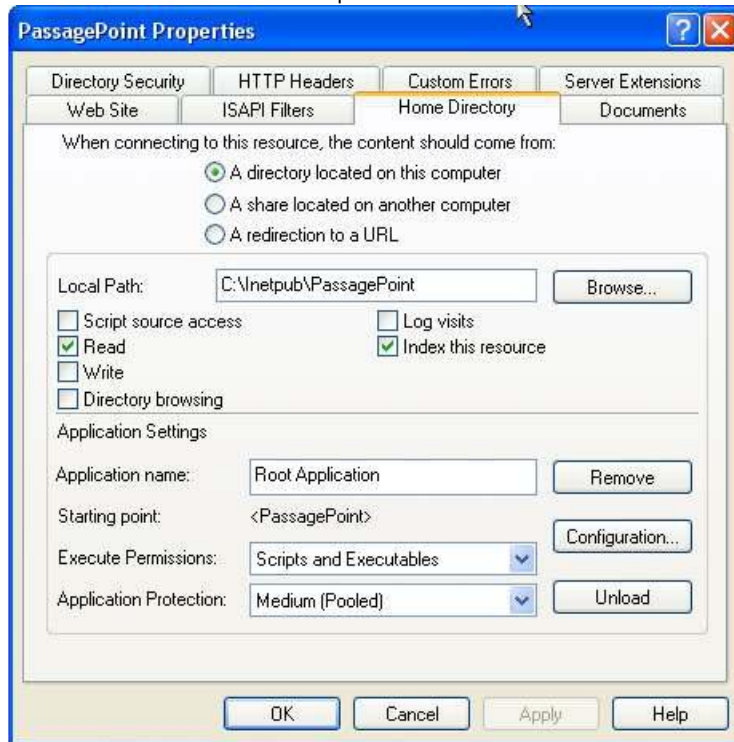 PassagePoint Properties
Directory Security HTTP Headers Custom Errors Server Extensions
Web Site ISAPI Filters Home Directory Documents
When connecting to this resource, the content should come from:
A directory located on this computer
A share located on another computer
A redirection to a URL
Local Path: C:\Inetpub\PassagePoint Browse...
Script source access Log visits
Read Index this resource
Write
Directory browsing
Application Settings
Application name: Root Application Remove
Starting point: <PassagePoint>
Configuration...
Execute Permissions: Scripts and Executables
Application Protection: Medium (Pooled) Unload
OK Cancel Apply Help